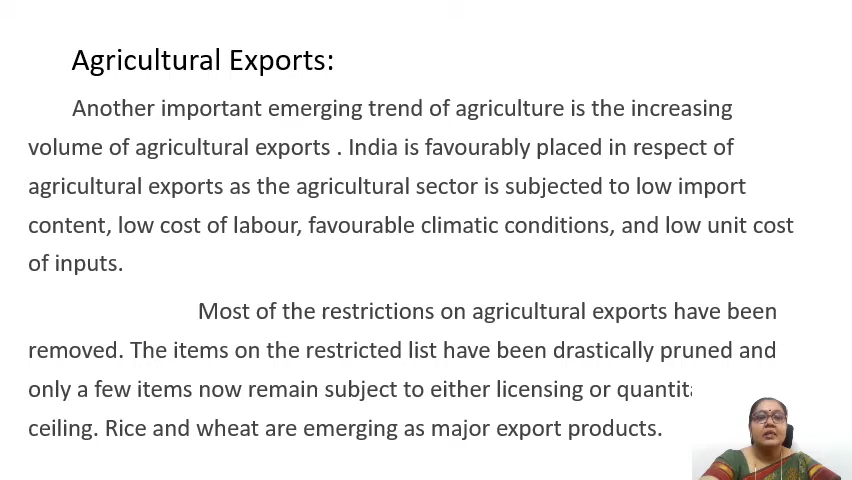 Agricultural Exports:
Another important emerging trend of agriculture is the increasing
volume of agricultural exports . India is favourably placed in respect of
agricultural exports as the agricultural sector is subjected to low import
content, low cost of labour, favourable climatic conditions, and low unit cost
of inputs.
Most of the restrictions on agricultural exports have been
removed. The items on the restricted list have been drastically pruned and
only a few items now remain subject to either licensing or
ceiling. Rice and wheat are emerging as major export products.